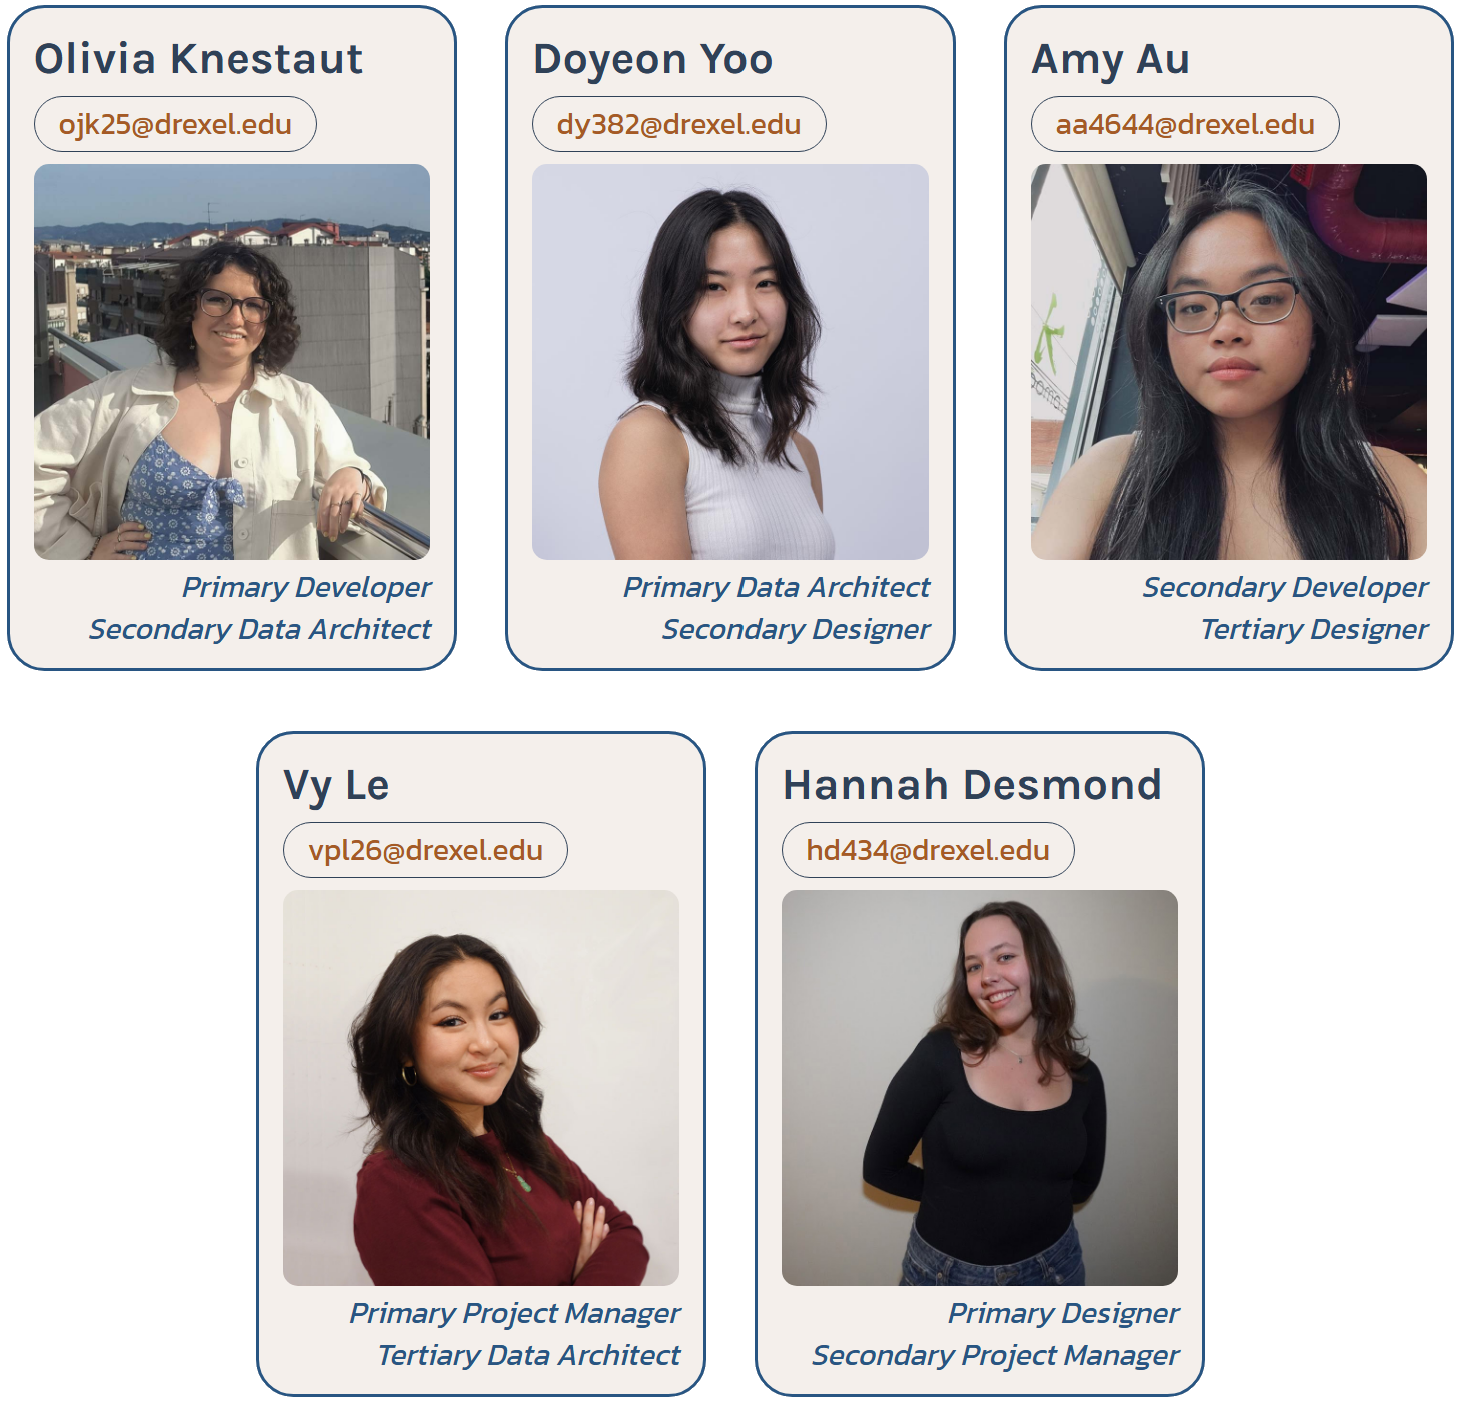 Olivia Knestaut
ojk25@drexel.edu
Primary Developer
Secondary Data Architect
Doyeon Yoo
dy382@drexel.edu
Primary Data Architect
Secondary Designer
Amy Au
aa4644@drexel.edu
Secondary Developer
Tertiary Designer
Vy Le
vpl26@drexel.edu
Primary Project Manager
Tertiary Data Architect
Hannah Desmond
hd434@drexel.edu
Primary Designer
Secondary Project Manager